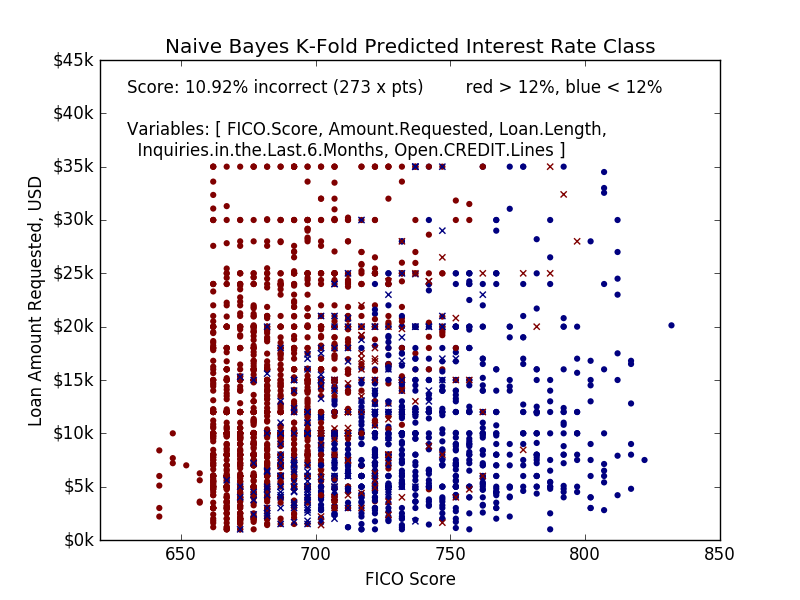 Naive Bayes K-Fold Predicted Interest Rate Class
Score: 10.92% incorrect (273 x pts) red > 12%, blue < 12%
Variables: [ FICO.Score, Amount.Requested, Loan.Length,
Inquiries.in.the.Last.6.Months, Open.CREDIT.Lines ]
Loan Amount Requested, USD
$45k
$40k
$35k
$30k
$25k
$20k
$15k
$10k
$5k
$0k
650 700 750 800 850
FICO Score